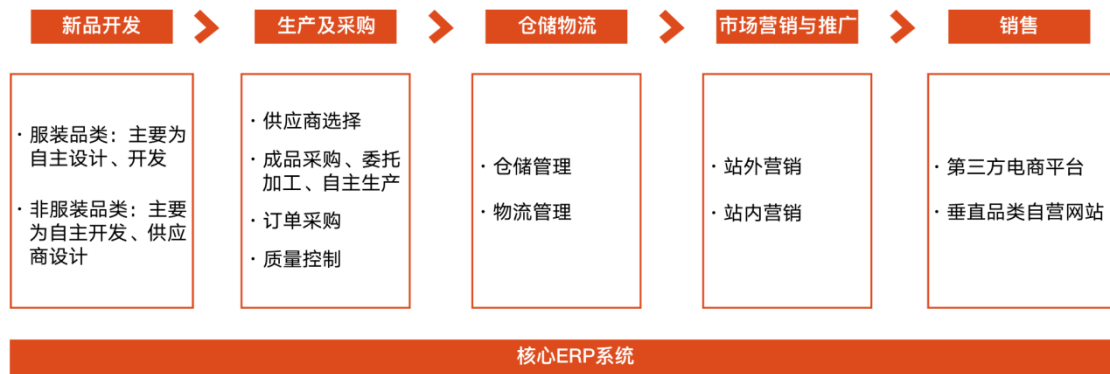 新品开发
生产及采购
仓储物流
市场营销与推广
销售
· 服装品类：主要为
自主设计、开发
· 非服装品类：主要
为自主开发、供应
商设计
· 供应商选择
· 成品采购、委托
加工、自主生产
· 订单采购
· 质量控制
· 仓储管理
· 物流管理
· 站外营销
· 站内营销
· 第三方电商平台
· 垂直品类自营网站
核心ERP系统